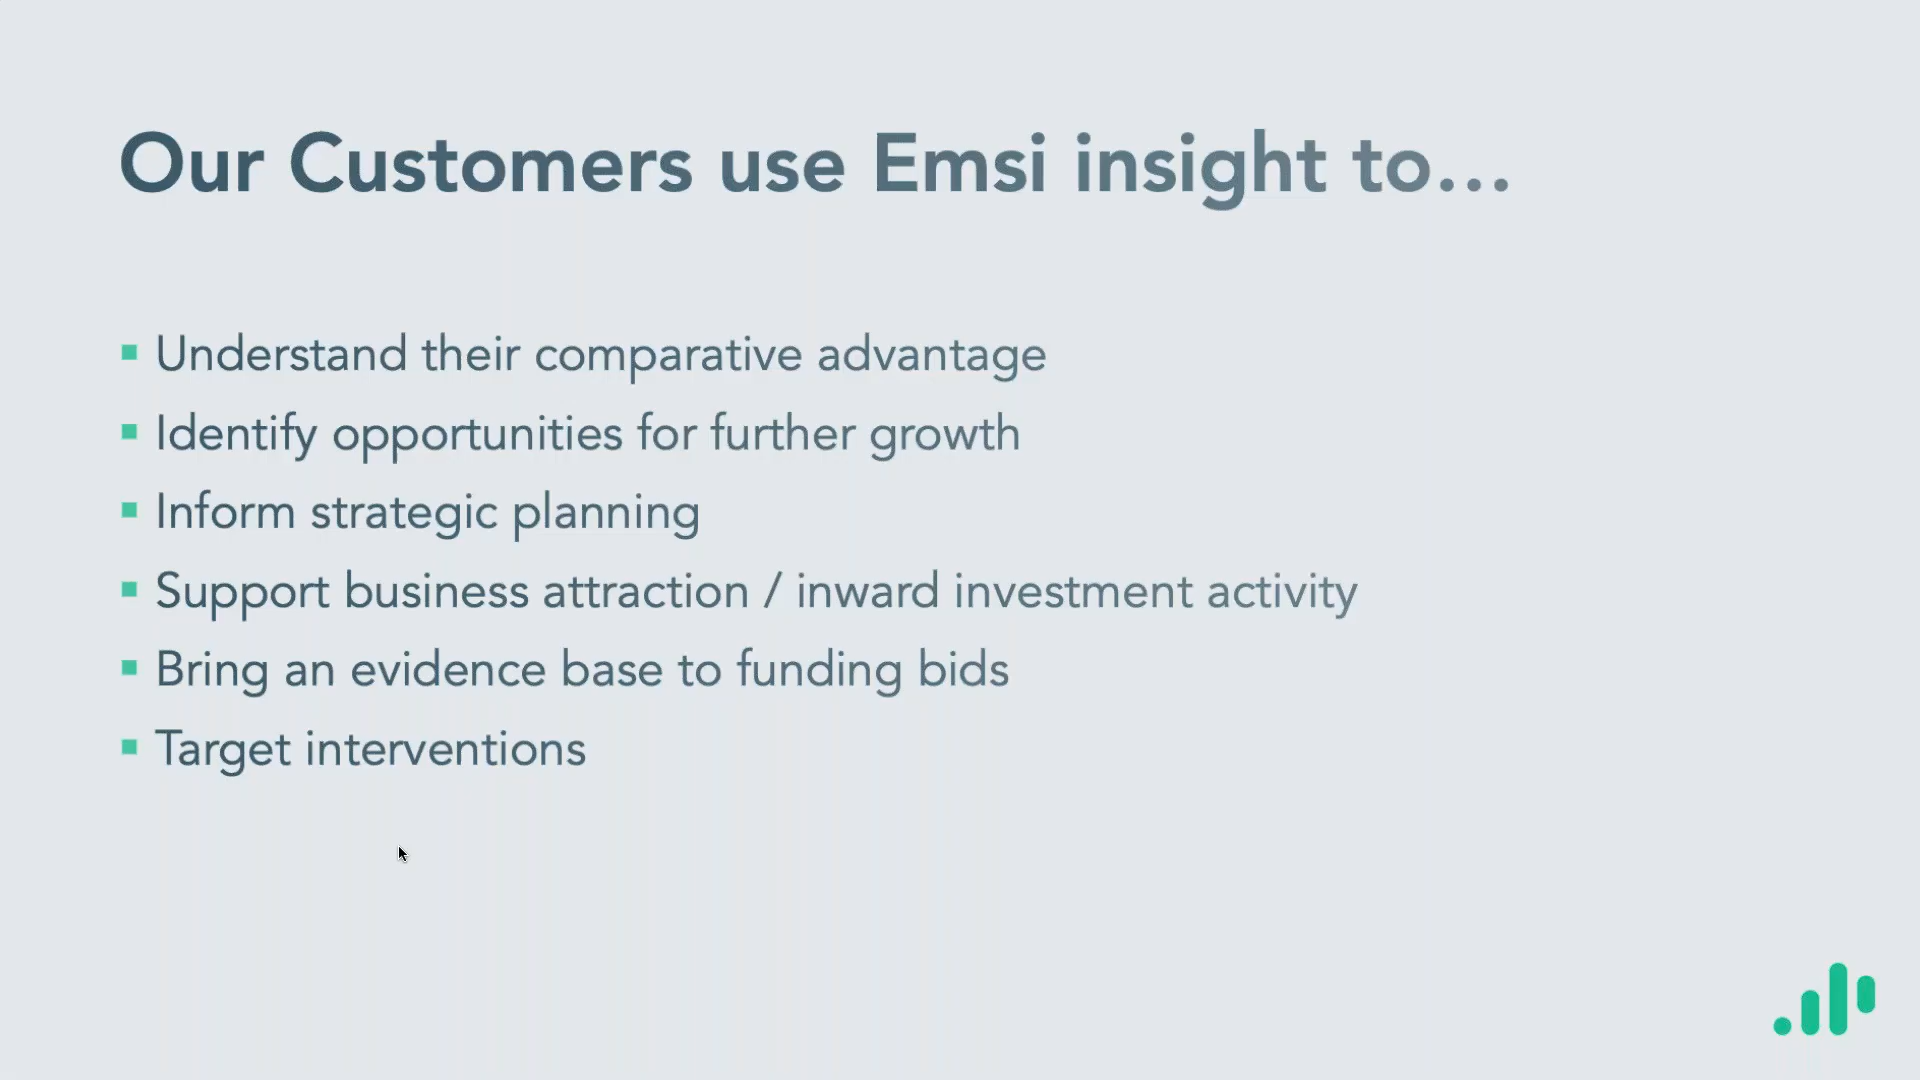 Our Customers use Emsi insight to...
Understand their comparative advantage
Identify opportunities for further growth
Inform strategic planning
Support business attraction / inward investment activity
Bring an evidence base to funding bids
Target interventions